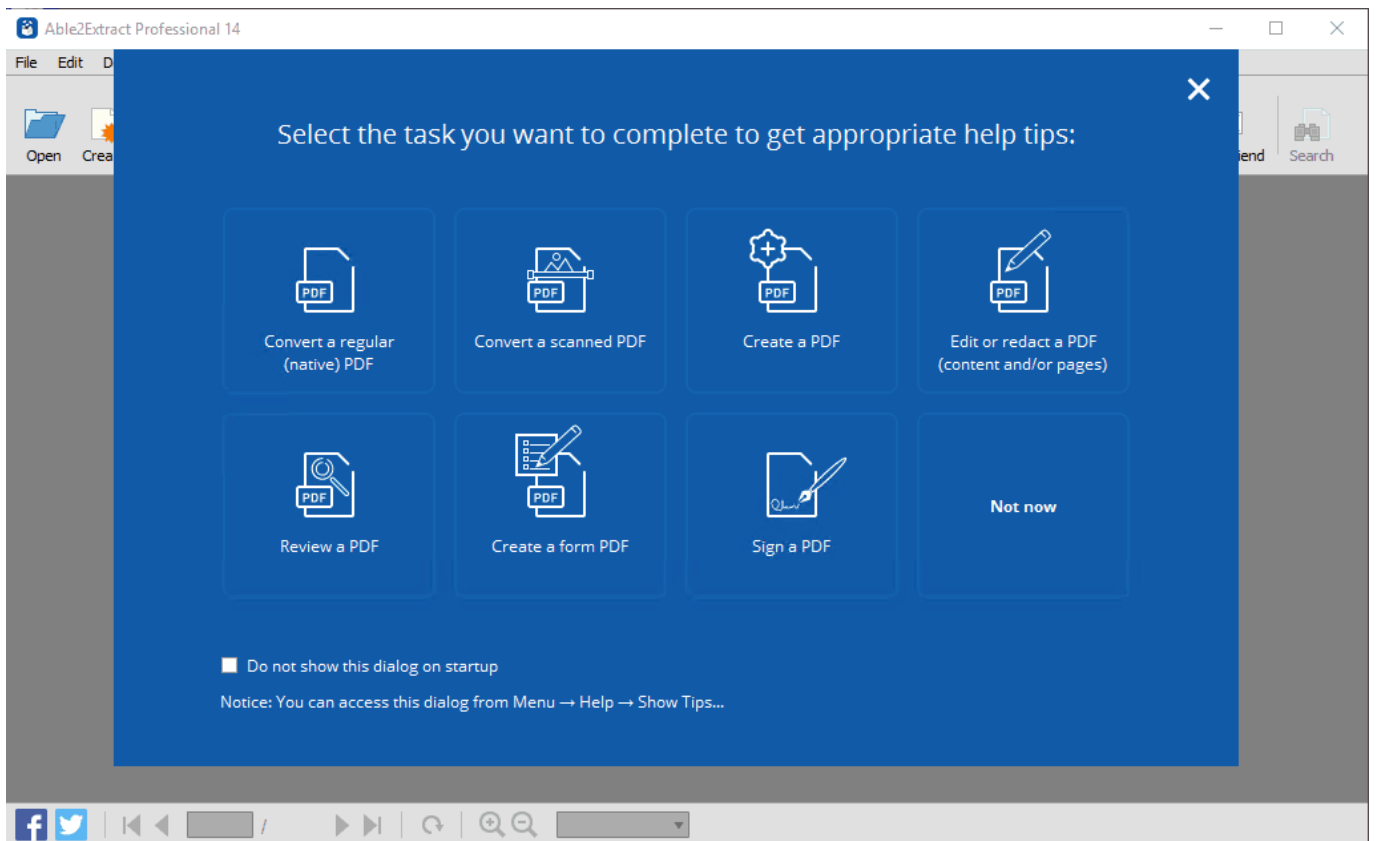 Able2Extract Professional 14
File Edit D
Open Crea iend Search
Select the task you want to complete to get appropriate help tips:
PDF PDF PDF PDF
Convert a regular
(native) PDF
Convert a scanned PDF
Create a PDF
Edit or redact a PDF
(content and/or pages)
PDF PDF
Review a PDF
Create a form PDF
Sign a PDF
Not now
Do not show this dialog on startup
Notice: You can access this dialog from Menu → Help → Show Tips...
f
/